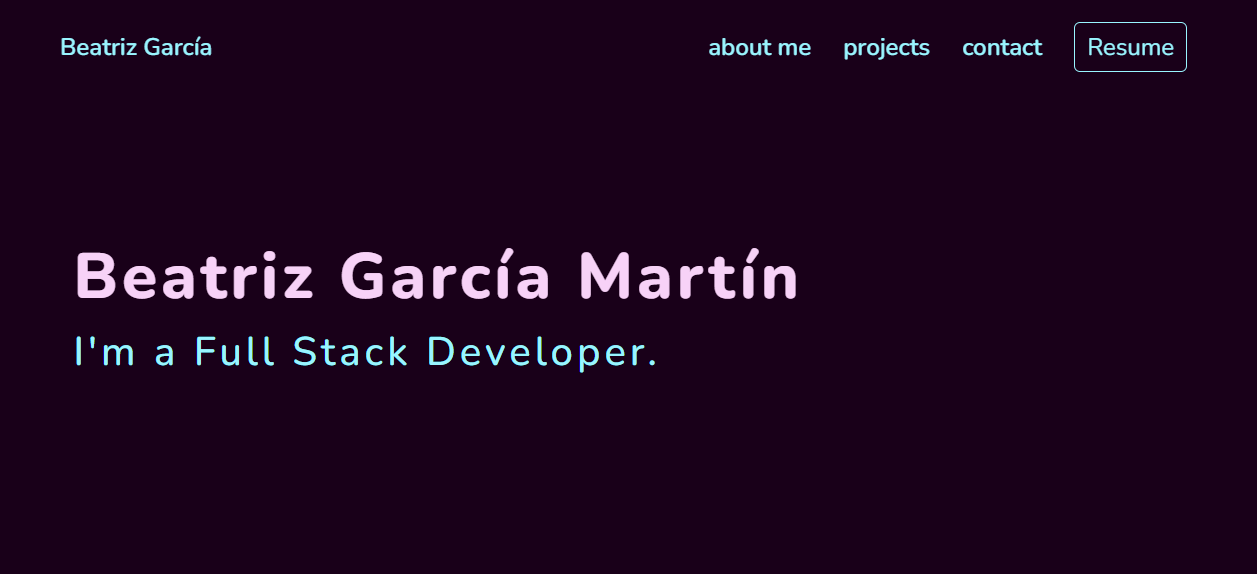 Beatriz García
about me
projects
contact
Resume
Beatriz García Martín
I'm a Full Stack Developer.